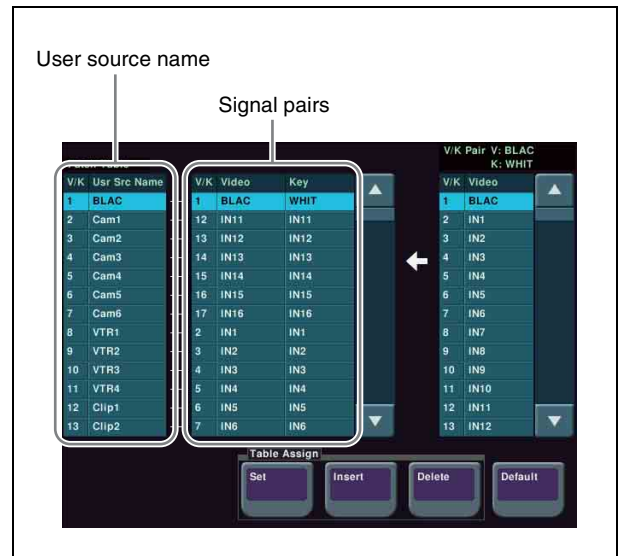 User source name
Signal pairs
V/K Pair V: BLAC
K: WHIT
V/K Usr Src Name V/K Video Key V/K Video
1 BLAC 1 BLAC WHIT 1 BLAC
2 Cam1 12 IN11 IN11 2 IN1
3 Cam2 13 IN12 IN12 3 IN2
4 Cam3 14 IN13 IN13 4 IN3
5 Cam4 15 IN14 IN14 5 IN4
6 Cam5 16 IN15 IN15 6 IN5
7 Cam6 17 IN16 IN16 7 IN6
8 VTR1 2 IN1 IN1 8 IN7
9 VTR2 3 IN2 IN2 9 IN8
10 VTR3 4 IN3 IN3 10 IN9
11 VTR4 5 IN4 IN4 11 IN10
12 Clip1 6 IN5 IN5 12 IN11
13 Clip2 7 IN6 IN6 13 IN12
Table Assign
Set Insert Delete Default